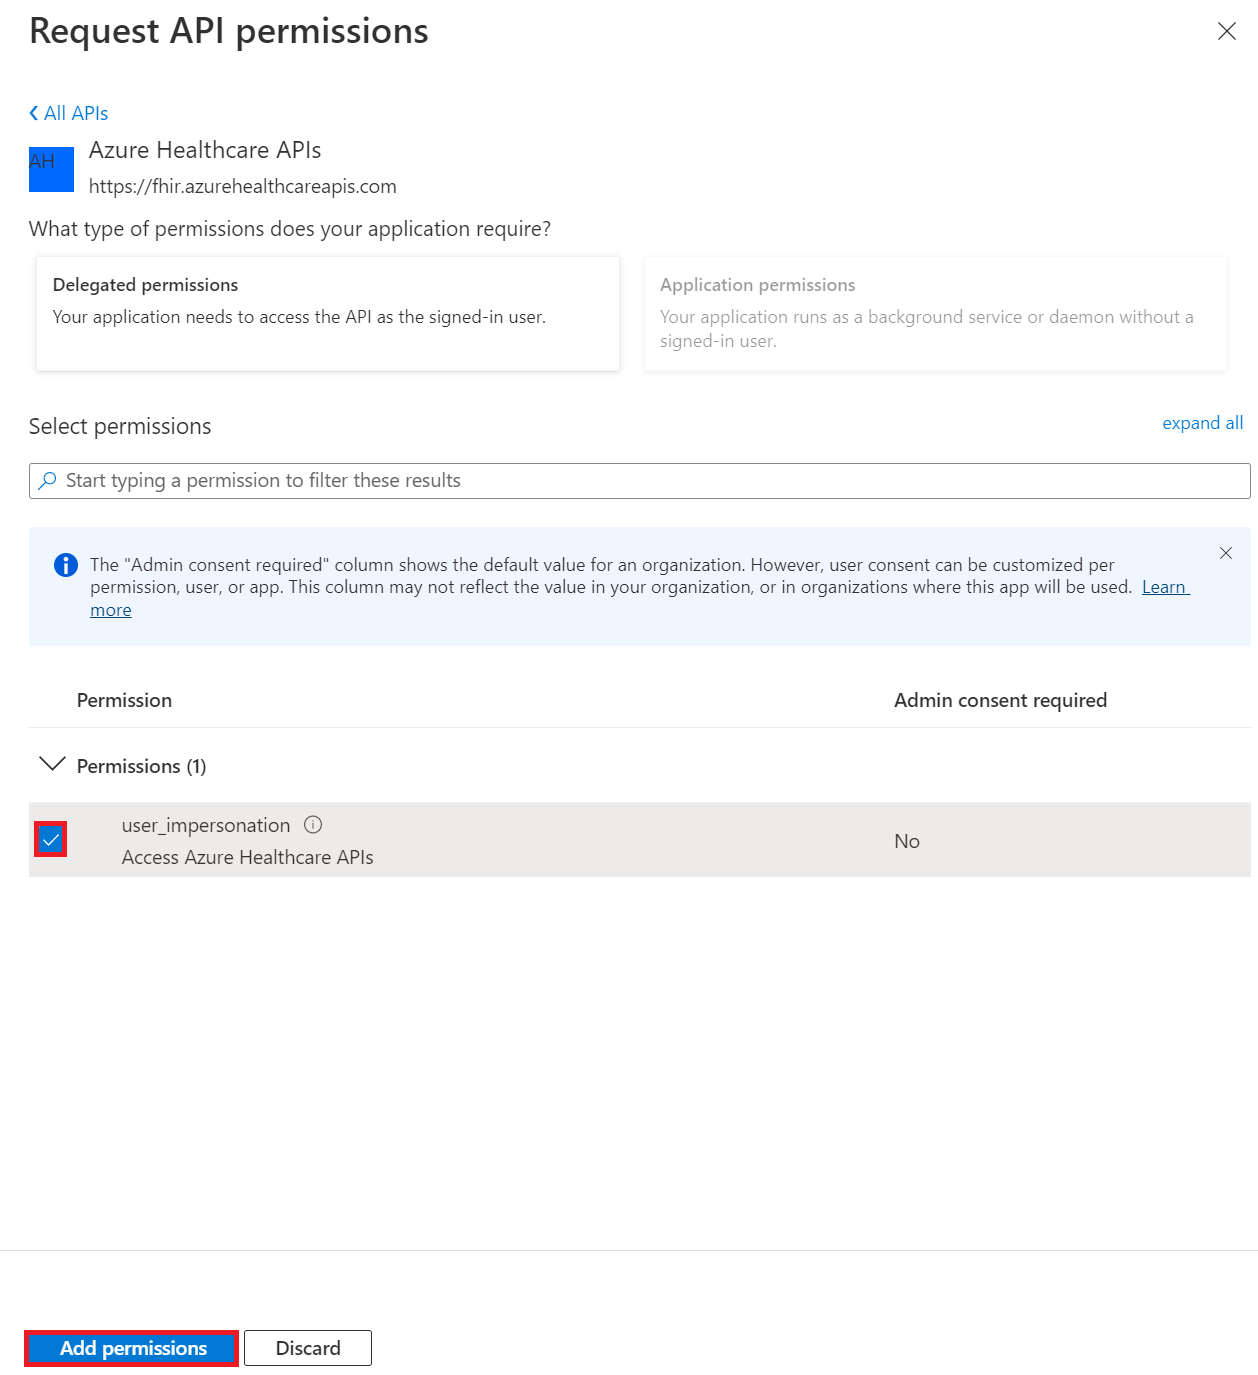 Request API permissions
All APIs
AH
Azure Healthcare APIs
https://fhir.azurehealthcareapis.com
What type of permissions does your application require?
Delegated permissions
Your application needs to access the API as the signed-in user.
Application permissions
Your application runs as a background service or daemon without a
signed-in user.
Select permissions
expand all
Start typing a permission to filter these results
The "Admin consent required" column shows the default value for an organization. However, user consent can be customized per
permission, user, or app. This column may not reflect the value in your organization, or in organizations where this app will be used. Learn
more
Permission
Admin consent required
Permissions (1)
user_impersonation
Access Azure Healthcare APIs
No
Add permissions
Discard